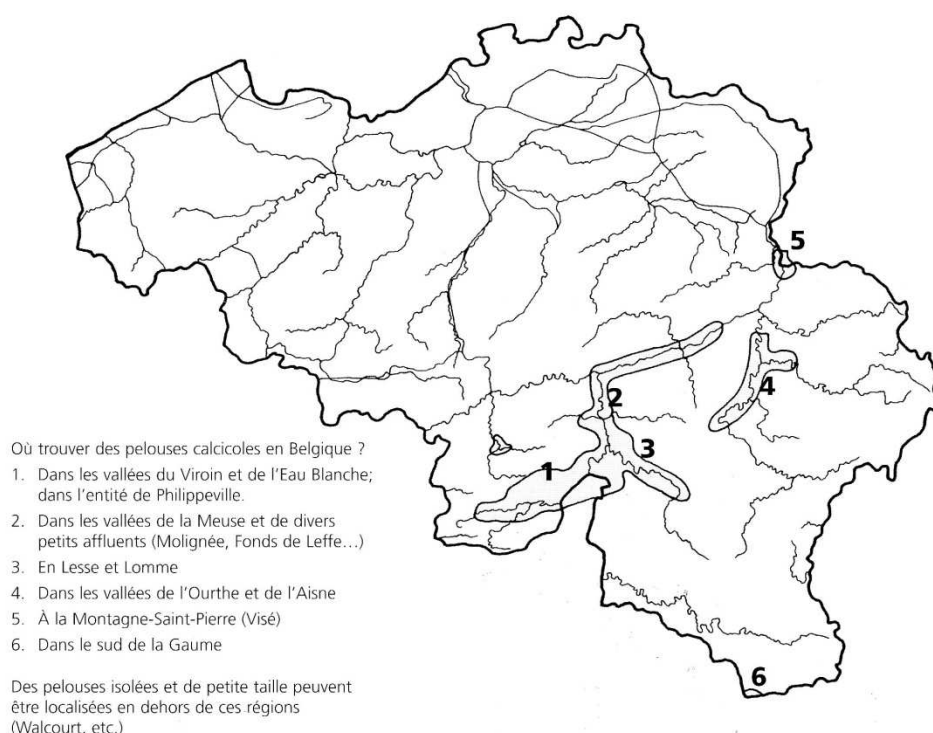 5
2
4
3
1
6
Où trouver des pelouses calcicoles en Belgique ?
1. Dans les vallées du Viroin et de l'Eau Blanche;
dans l'entité de Philippeville.
2. Dans les vallées de la Meuse et de divers
petits affluents (Molignée, Fonds de Leffe...)
3. En Lesse et Lomme
4. Dans les vallées de l'Ourthe et de l'Aisne
5. À la Montagne-Saint-Pierre (Visé)
6. Dans le sud de la Gaume
Des pelouses isolées et de petite taille peuvent
être localisées en dehors de ces régions
(Walcourt, etc.)